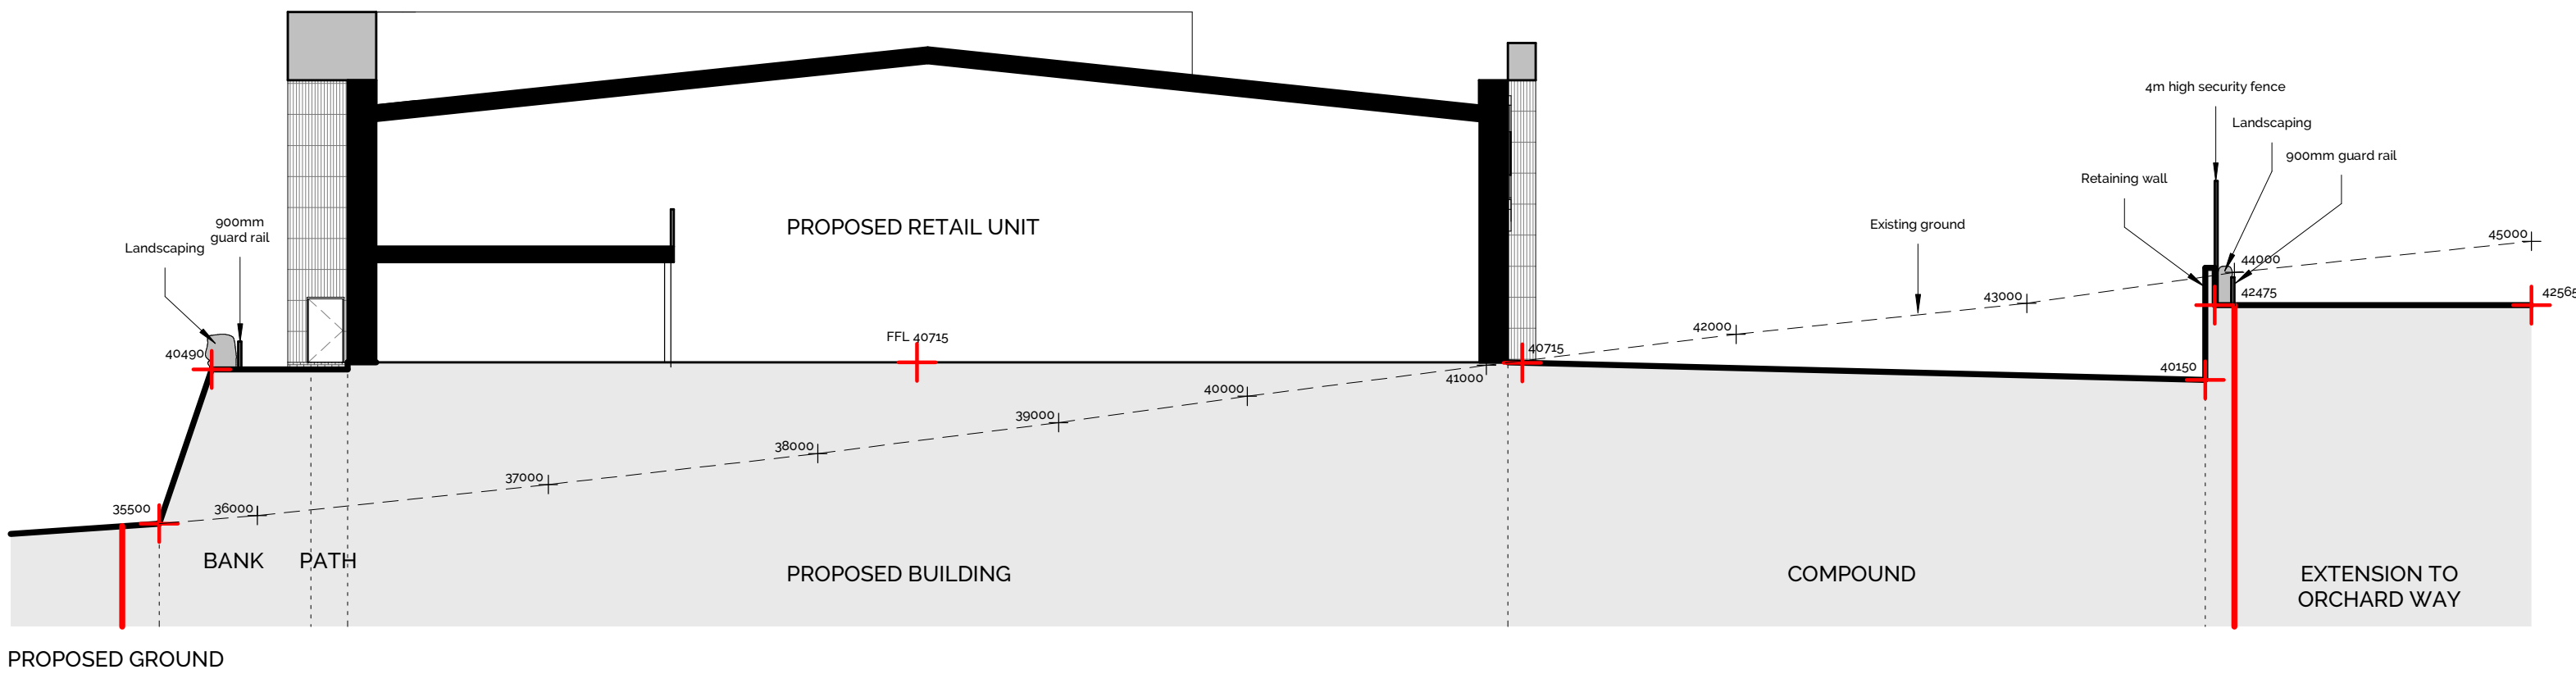 4m high security fence
Landscaping
900mm guard rail
Retaining wall
Existing ground
45000
44000
42475
42565
43000
42000
900mm
guard rail
Landscaping
PROPOSED RETAIL UNIT
FFL 40715
40715
40490
40150
41000
40000
39000
38000
37000
36000
35500
BANK
PATH
PROPOSED BUILDING
COMPOUND
EXTENSION TO
ORCHARD WAY
PROPOSED GROUND